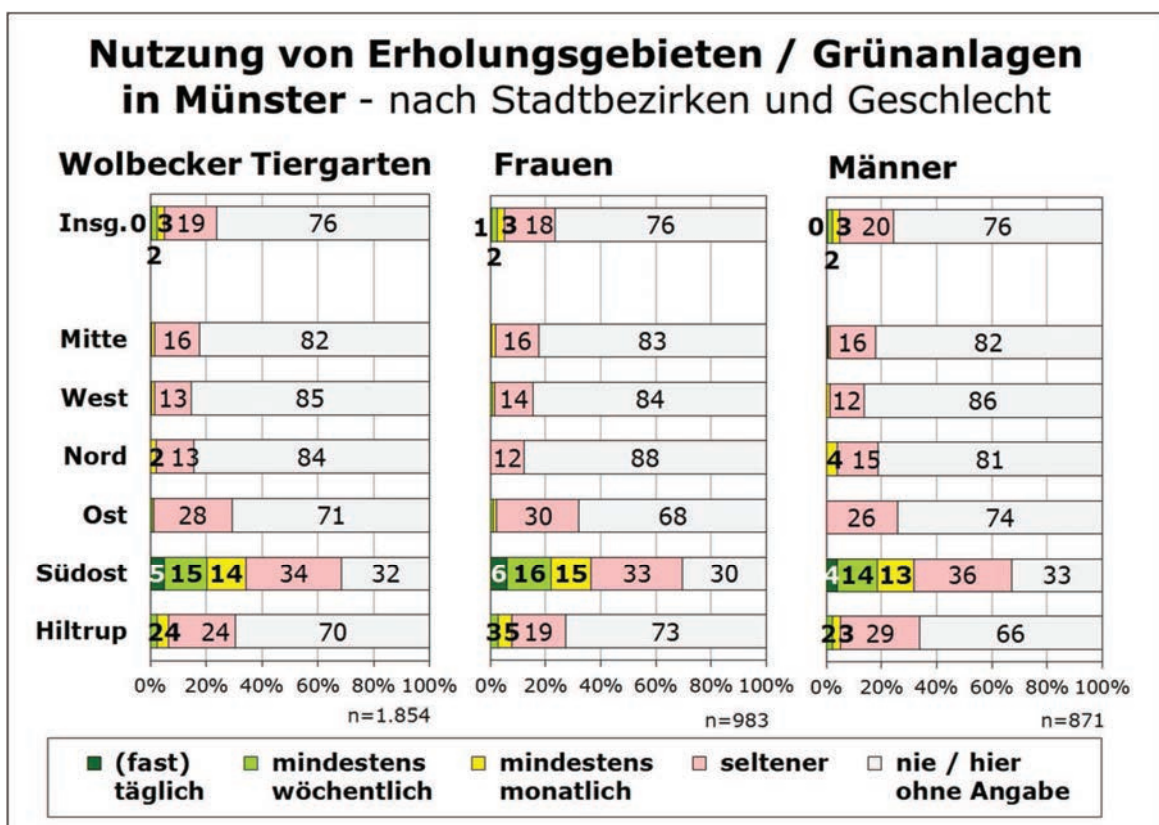 Nutzung von Erholungsgebieten / Grünanlagen
in Münster - nach Stadtbezirken und Geschlecht
Wolbecker Tiergarten Frauen Männer
Insg. 0 3 19 76 1 3 18 76 0 3 20 76
2 2 2
Mitte 16 82 16 83 16 82
West 13 85 14 84 12 86
Nord 2 13 84 12 88 4 15 81
Ost 28 71 30 68 26 74
Südost 5 15 14 34 32 6 16 15 33 30 4 14 13 36 33
Hiltrup 2 4 24 70 3 5 19 73 2 3 29 66
0% 20% 40% 60% 80% 100% 0% 20% 40% 60% 80% 100% 0% 20% 40% 60% 80% 100%
n=1.854 n=983 n=871
(fast) mindestens mindestens seltener nie / hier
täglich wöchentlich monatlich ohne Angabe